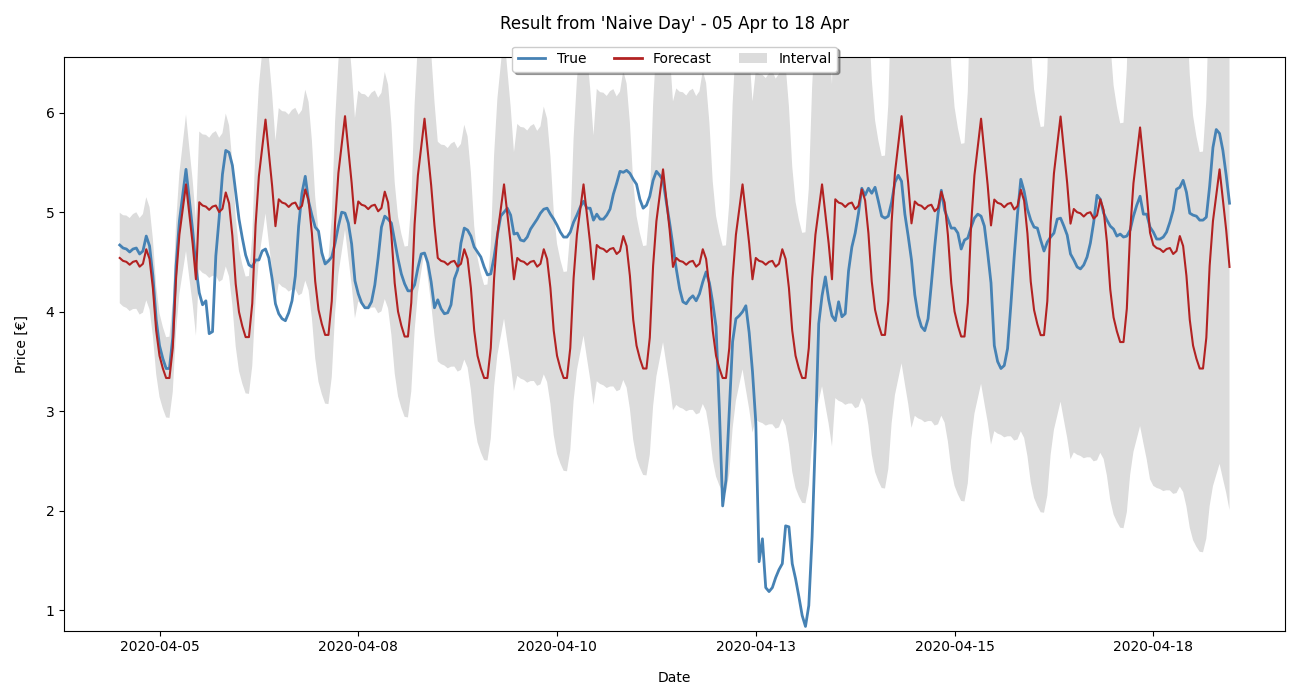 Result from 'Naive Day' - 05 Apr to 18 Apr
True Forecast Interval
Price [€]
6
5
4
3
2
1
2020-04-05 2020-04-08 2020-04-10 2020-04-13 2020-04-15 2020-04-18
Date